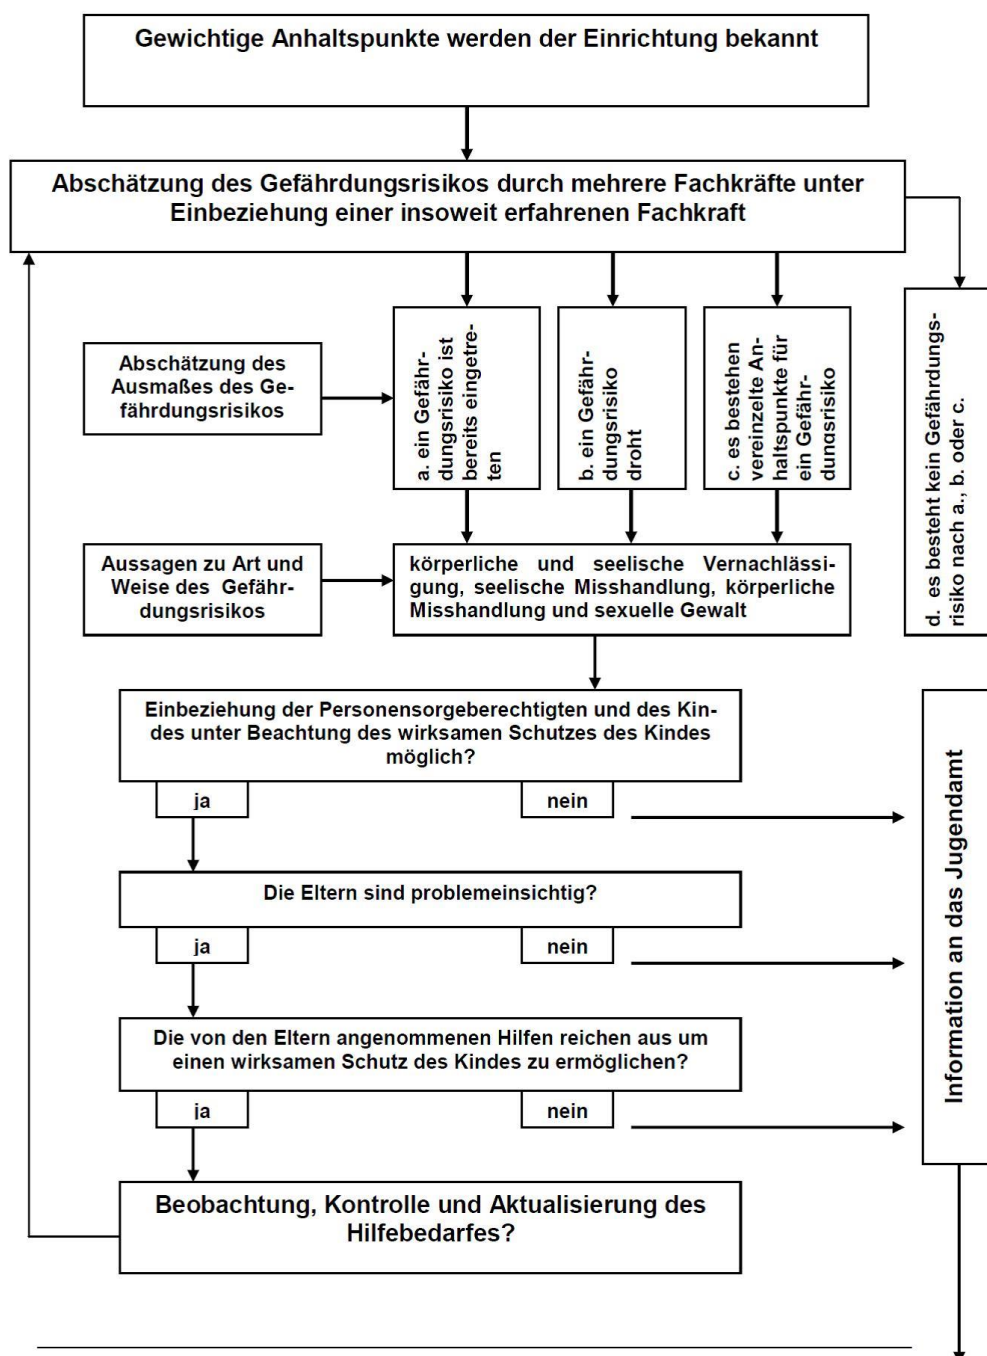 Gewichtige Anhaltspunkte werden der Einrichtung bekannt
Abschätzung des Gefährdungsrisikos durch mehrere Fachkräfte unter
Einbeziehung einer insoweit erfahrenen Fachkraft
Abschätzung des
Ausmaßes des Ge-
fährdungsrisikos
a. ein Gefähr-
dungsrisiko ist
bereits eingetre-
ten
b. ein Gefähr-
dungsrisiko
droht
c. es bestehen
vereinzelte An-
haltspunkte für
ein Gefähr-
dungsrisiko
d. es besteht kein Gefährdungs-
risiko nach a., b. oder c.
Aussagen zu Art und
Weise des Gefähr-
dungsrisikos
körperliche und seelische Vernachlässi-
gung, seelische Misshandlung, körperliche
Misshandlung und sexuelle Gewalt
Einbeziehung der Personensorgeberechtigten und des Kin-
des unter Beachtung des wirksamen Schutzes des Kindes
möglich?
ja
nein
Die Eltern sind problemeinsichtig?
ja
nein
Die von den Eltern angenommenen Hilfen reichen aus um
einen wirksamen Schutz des Kindes zu ermöglichen?
ja
nein
Beobachtung, Kontrolle und Aktualisierung des
Hilfebedarfes?
Information an das Jugendamt